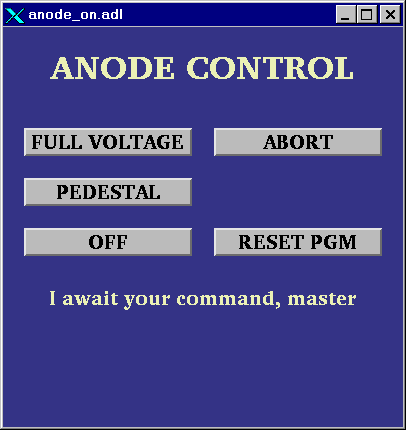 anode_on.adl
ANODE CONTROL
FULL VOLTAGE ABORT
PEDESTAL
OFF RESET PGM
I await your command, master